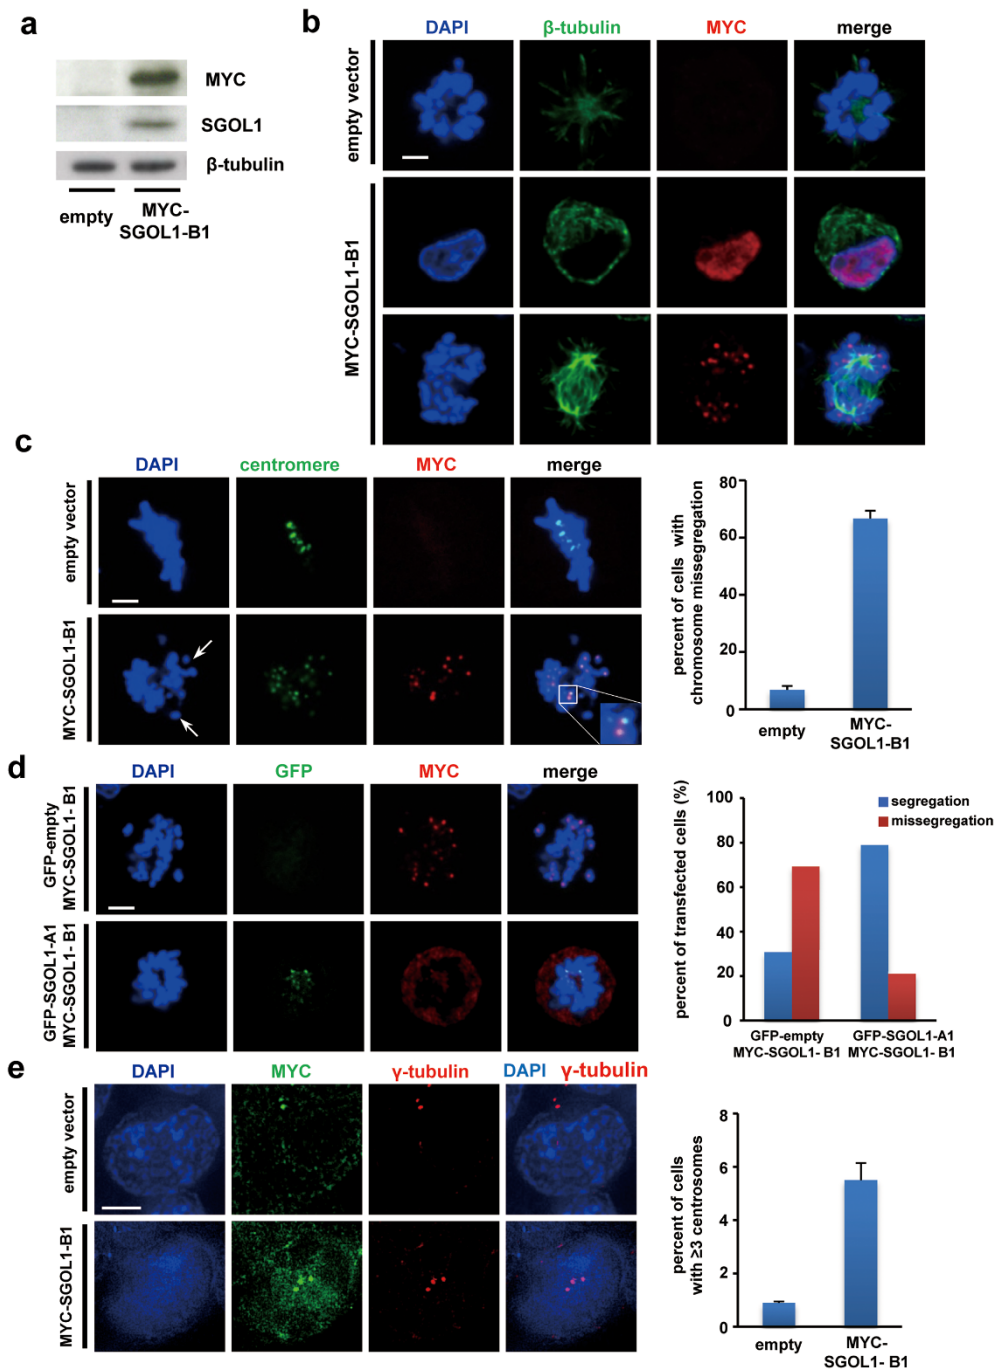 a
MYC
SGOL1
β-tubulin
empty
MYC-
SGOL1-B1
b
DAPI β-tubulin MYC merge
empty vector
MYC-SGOL1-B1
c
DAPI centromere MYC merge
empty vector
MYC-SGOL1-B1
percent of cells with
chromosome missegregation
80
60
40
20
0
empty
MYC-
SGOL1-B1
d
DAPI GFP MYC merge
GFP-empty
MYC-SGOL1- B1
GFP-SGOL1-A1
MYC-SGOL1- B1
percent of transfected cells (%)
100
80
60
40
20
0
segregation
missegregation
GFP-empty
MYC-SGOL1- B1
GFP-SGOL1-A1
MYC-SGOL1- B1
e
DAPI MYC γ-tubulin DAPI γ-tubulin
empty vector
MYC-SGOL1-B1
percent of cells
with ≥3 centrosomes
8
6
4
2
0
empty
MYC-
SGOL1- B1